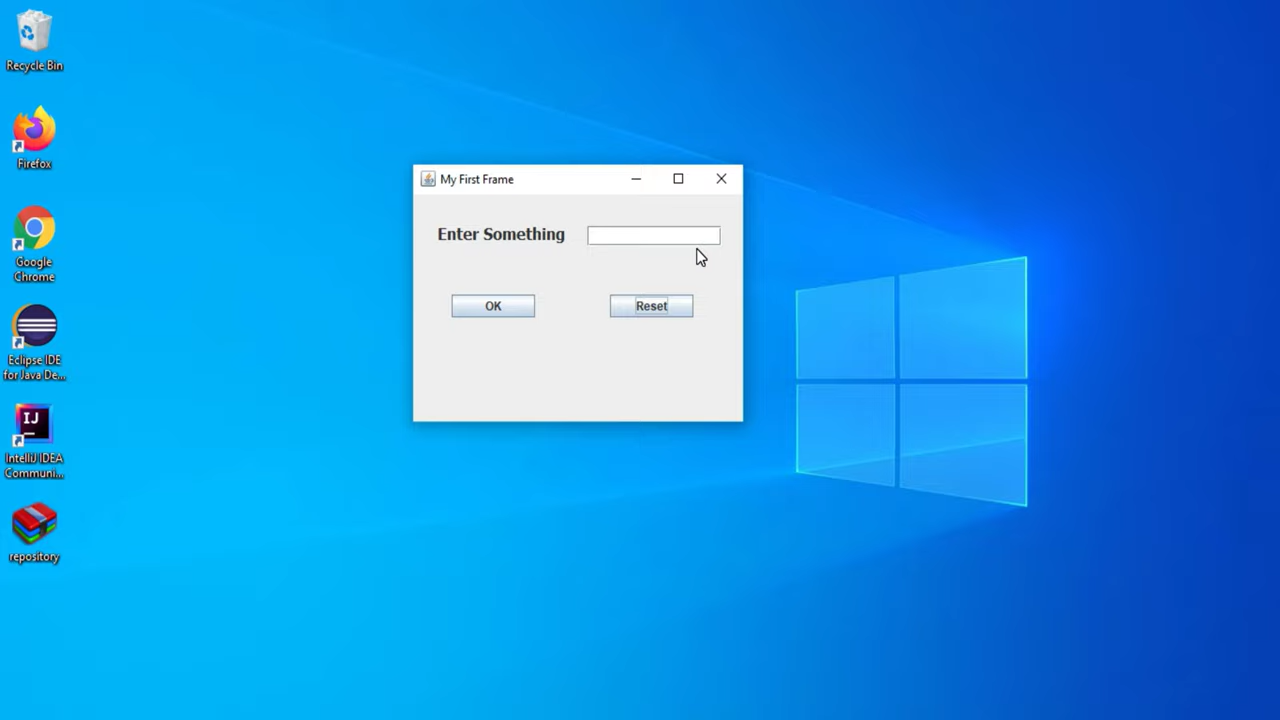 Recycle Bin
Firefox
Google
Chrome
Eclipse IDE
for Java De...
IJ
IntelliJ IDEA
Communi...
repository
My First Frame
Enter Something
OK
Reset